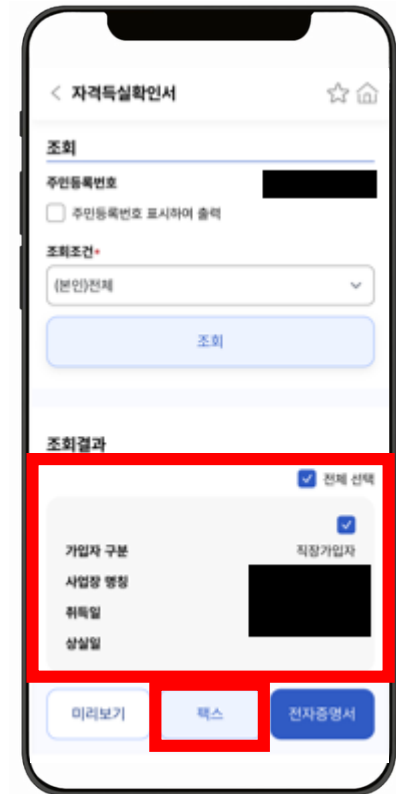 자격득실확인서
조회
주민등록번호
주민등록번호 표시하여 출력
조회조건*
(본인)전체
조회
조회결과
전체 선택
가입자 구분 직장가입자
사업장 명칭
취득일
상실일
미리보기 팩스 전자증명서